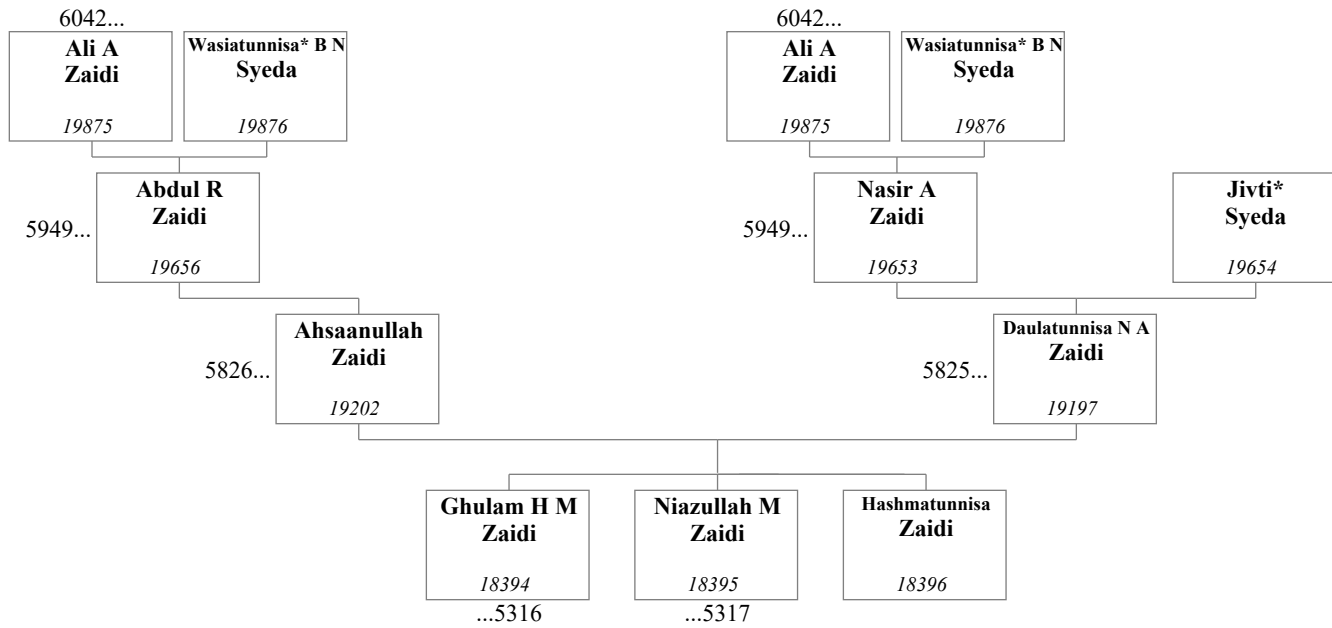 6042...
Ali A
Zaidi
19875
Wasiatunnisa* B N
Syeda
19876
6042...
Ali A
Zaidi
19875
Wasiatunnisa* B N
Syeda
19876
5949...
Abdul R
Zaidi
19656
5949...
Nasir A
Zaidi
19653
Jivti*
Syeda
19654
5826...
Ahsaanullah
Zaidi
19202
5825...
Daulatunnisa N A
Zaidi
19197
Ghulam H M
Zaidi
18394
...5316
Niazullah M
Zaidi
18395
...5317
Hashmatunnisa
Zaidi
18396